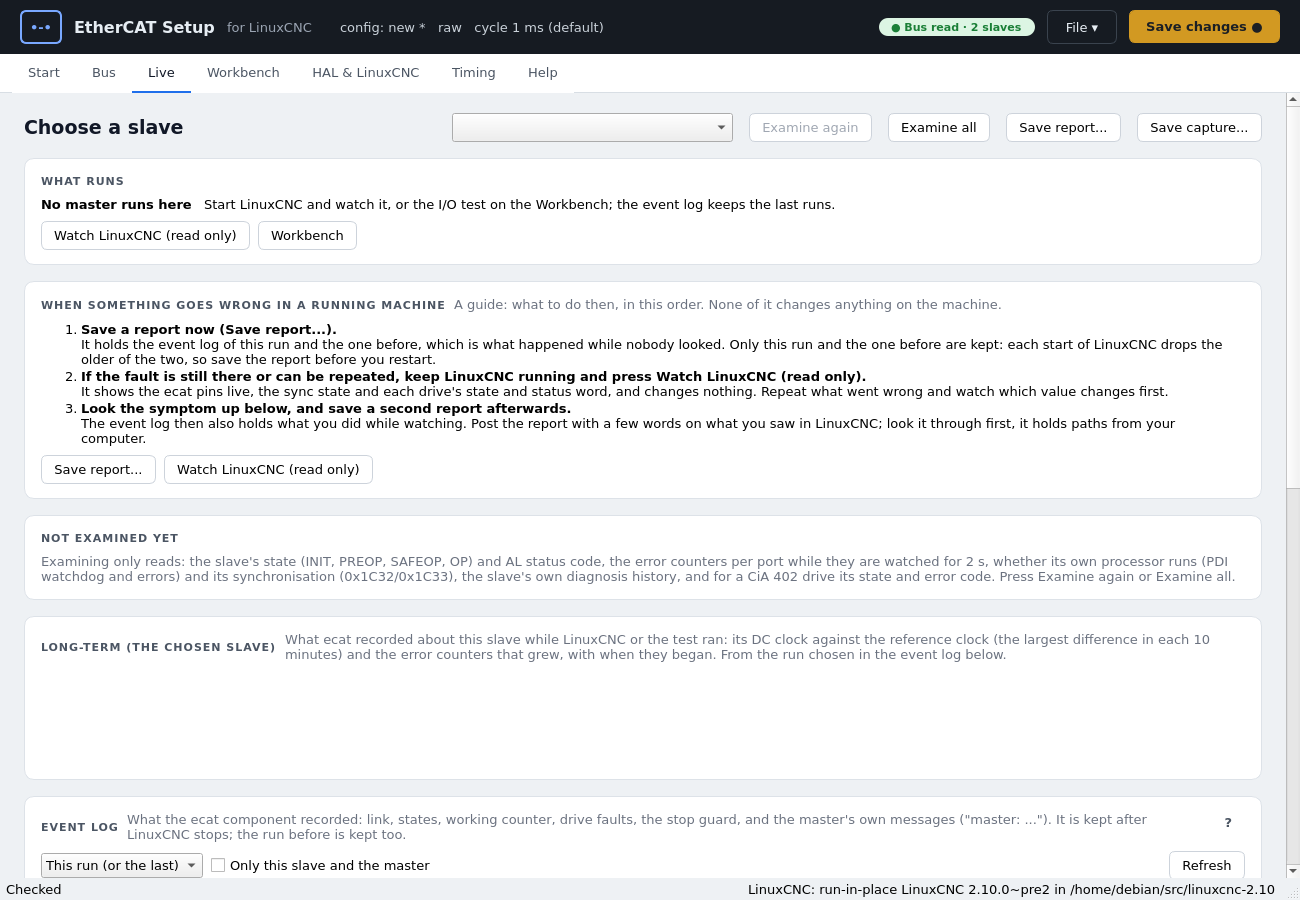 EtherCAT Setup for LinuxCNC config: new * raw cycle 1 ms (default) ● Bus read · 2 slaves File ▾ Save changes ●
Start Bus Live Workbench HAL & LinuxCNC Timing Help
Choose a slave Examine again Examine all Save report... Save capture...
WHAT RUNS
No master runs here Start LinuxCNC and watch it, or the I/O test on the Workbench; the event log keeps the last runs.
Watch LinuxCNC (read only) Workbench
WHEN SOMETHING GOES WRONG IN A RUNNING MACHINE A guide: what to do then, in this order. None of it changes anything on the machine.
1. Save a report now (Save report...).
It holds the event log of this run and the one before, which is what happened while nobody looked. Only this run and the one before are kept: each start of LinuxCNC drops the
older of the two, so save the report before you restart.
2. If the fault is still there or can be repeated, keep LinuxCNC running and press Watch LinuxCNC (read only).
It shows the ecat pins live, the sync state and each drive's state and status word, and changes nothing. Repeat what went wrong and watch which value changes first.
3. Look the symptom up below, and save a second report afterwards.
The event log then also holds what you did while watching. Post the report with a few words on what you saw in LinuxCNC; look it through first, it holds paths from your
computer.
Save report... Watch LinuxCNC (read only)
NOT EXAMINED YET
Examining only reads: the slave's state (INIT, PREOP, SAFEOP, OP) and AL status code, the error counters per port while they are watched for 2 s, whether its own processor runs (PDI
watchdog and errors) and its synchronisation (0x1C32/0x1C33), the slave's own diagnosis history, and for a CiA 402 drive its state and error code. Press Examine again or Examine all.
LONG-TERM (THE CHOSEN SLAVE) What ecat recorded about this slave while LinuxCNC or the test ran: its DC clock against the reference clock (the largest difference in each 10
minutes) and the error counters that grew, with when they began. From the run chosen in the event log below.
EVENT LOG What the ecat component recorded: link, states, working counter, drive faults, the stop guard, and the master's own messages ("master: ..."). It is kept after
LinuxCNC stops; the run before is kept too.
?
This run (or the last) Only this slave and the master Refresh
Checked LinuxCNC: run-in-place LinuxCNC 2.10.0~pre2 in /home/debian/src/linuxcnc-2.10